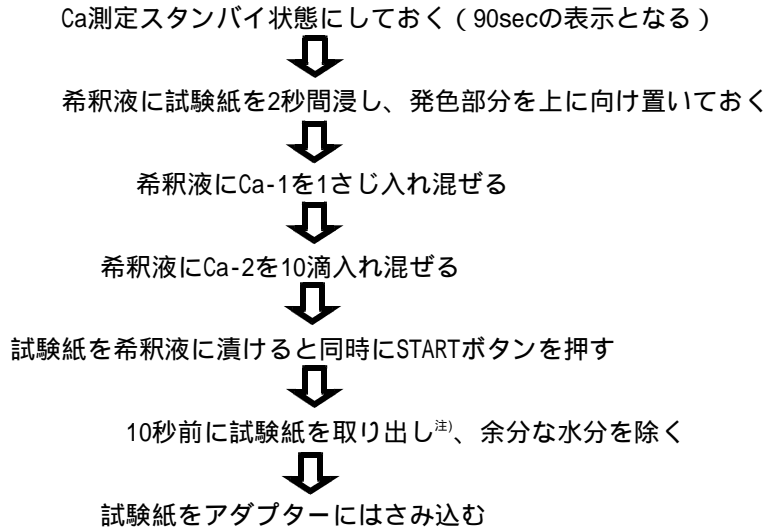 Ca測定スタンバイ状態にしておく(90secの表示となる)
希釈液に試験紙を2秒間浸し、発色部分を上に向け置いておく
希釈液にCa-1を1さじ入れ混ぜる
希釈液にCa-2を10滴入れ混ぜる
試験紙を希釈液に漬けると同時にSTARTボタンを押す
10秒前に試験紙を取り出し注)、余分な水分を除く
試験紙をアダプターにはさみ込む